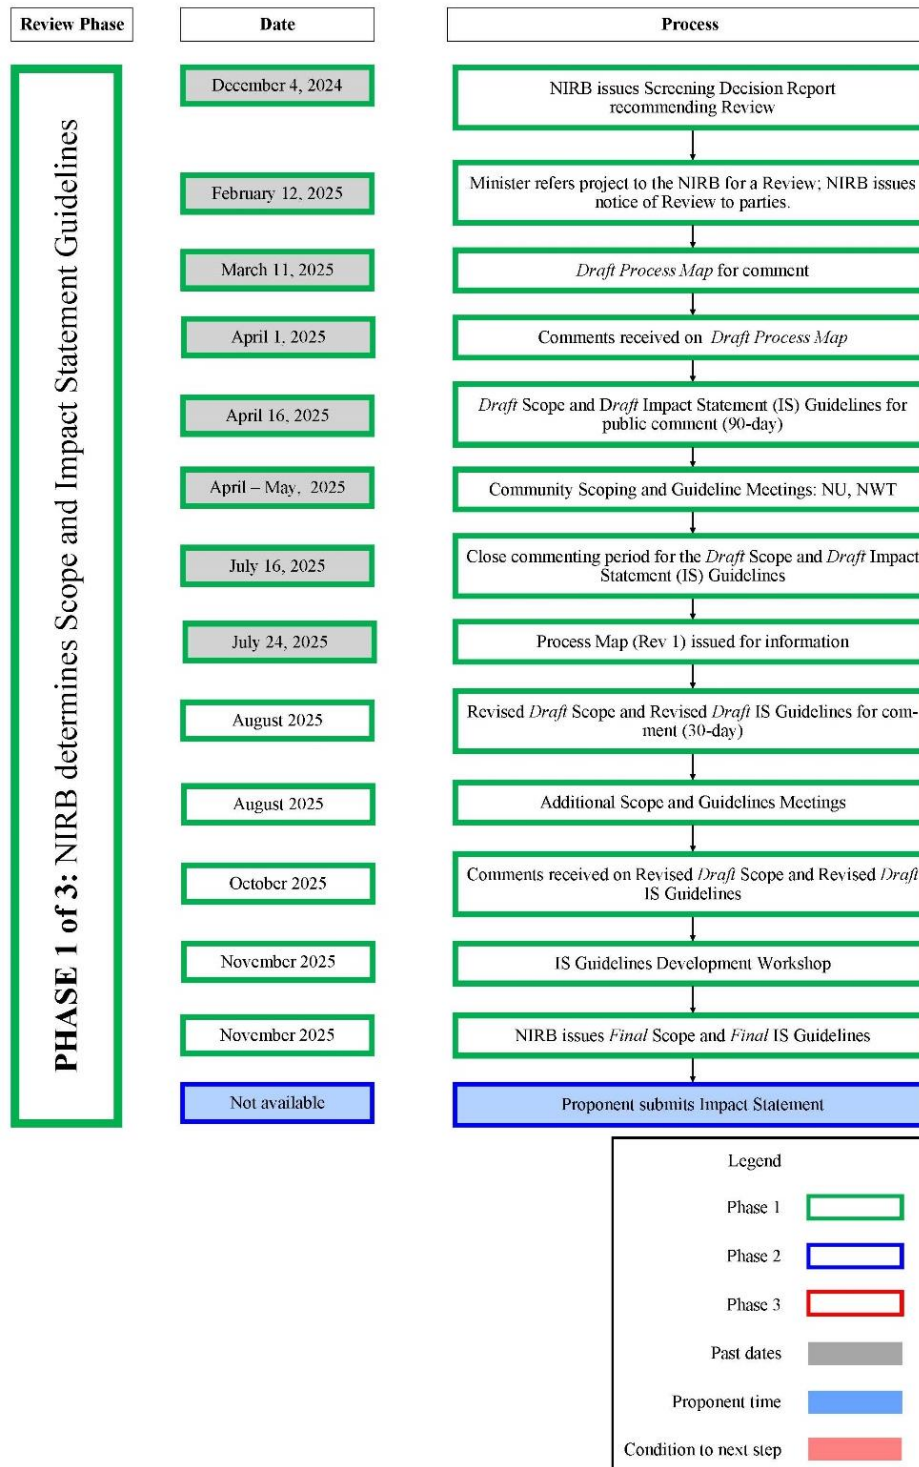 Review Phase
Date
Process
PHASE 1 of 3: NIRB determines Scope and Impact Statement Guidelines
December 4, 2024
NIRB issues Screening Decision Report
recommending Review
February 12, 2025
Minister refers project to the NIRB for a Review; NIRB issues
notice of Review to parties.
March 11, 2025
Draft Process Map for comment
April 1, 2025
Comments received on Draft Process Map
April 16, 2025
Draft Scope and Draft Impact Statement (IS) Guidelines for
public comment (90-day)
April – May, 2025
Community Scoping and Guideline Meetings: NU, NWT
July 16, 2025
Close commenting period for the Draft Scope and Draft Impact
Statement (IS) Guidelines
July 24, 2025
Process Map (Rev 1) issued for information
August 2025
Revised Draft Scope and Revised Draft IS Guidelines for com-
ment (30-day)
August 2025
Additional Scope and Guidelines Meetings
October 2025
Comments received on Revised Draft Scope and Revised Draft
IS Guidelines
November 2025
IS Guidelines Development Workshop
November 2025
NIRB issues Final Scope and Final IS Guidelines
Not available
Proponent submits Impact Statement
Legend
Phase 1
Phase 2
Phase 3
Past dates
Proponent time
Condition to next step